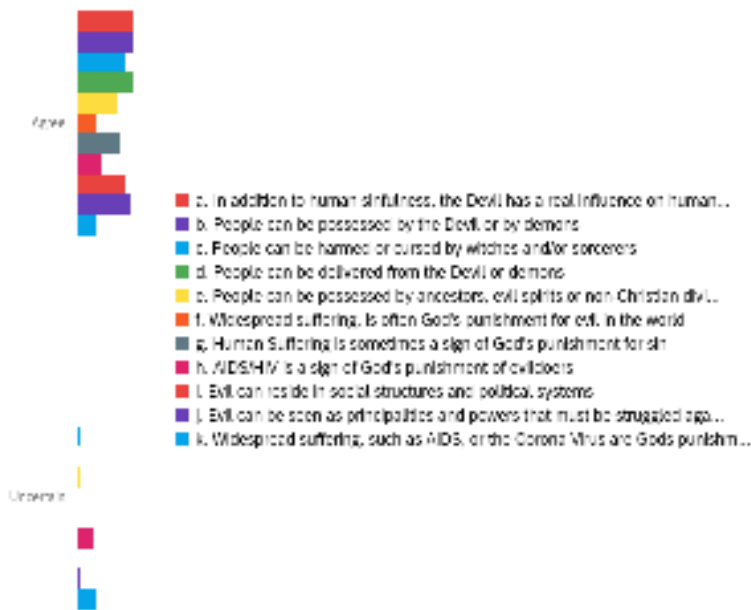 Agree
a. In addition to human sinfulness, the Devil has a real influence on human...
b. People can be possessed by the Devil or by demons
c. People can be harmed or cursed by witches and/or sorcerers
d. People can be delivered from the Devil or demons
e. People can be possessed by ancestors, evil spirits or non-Christian divi...
f. Widespread suffering, is often God's punishment for evil in the world
g. Human Suffering is sometimes a sign of God's punishment for sin
h. AIDS/HIV is a sign of God's punishment of evildoers
i. Evil can reside in social structures and political systems
j. Evil can be seen as principalities and powers that must be struggled aga...
k. Widespread suffering, such as AIDS, or the Corona Virus are Gods punishm...
Uncertain